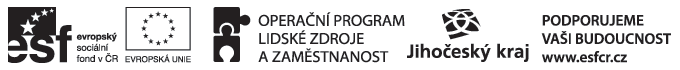 esf evropský
sociální
fond v ČR
EVROPSKÁ UNIE
OPERAČNÍ PROGRAM
LIDSKÉ ZDROJE
A ZAMĚSTNANOST
Jihočeský kraj
PODPORUJEME
VAŠI BUDOUCNOST
www.esfcr.cz